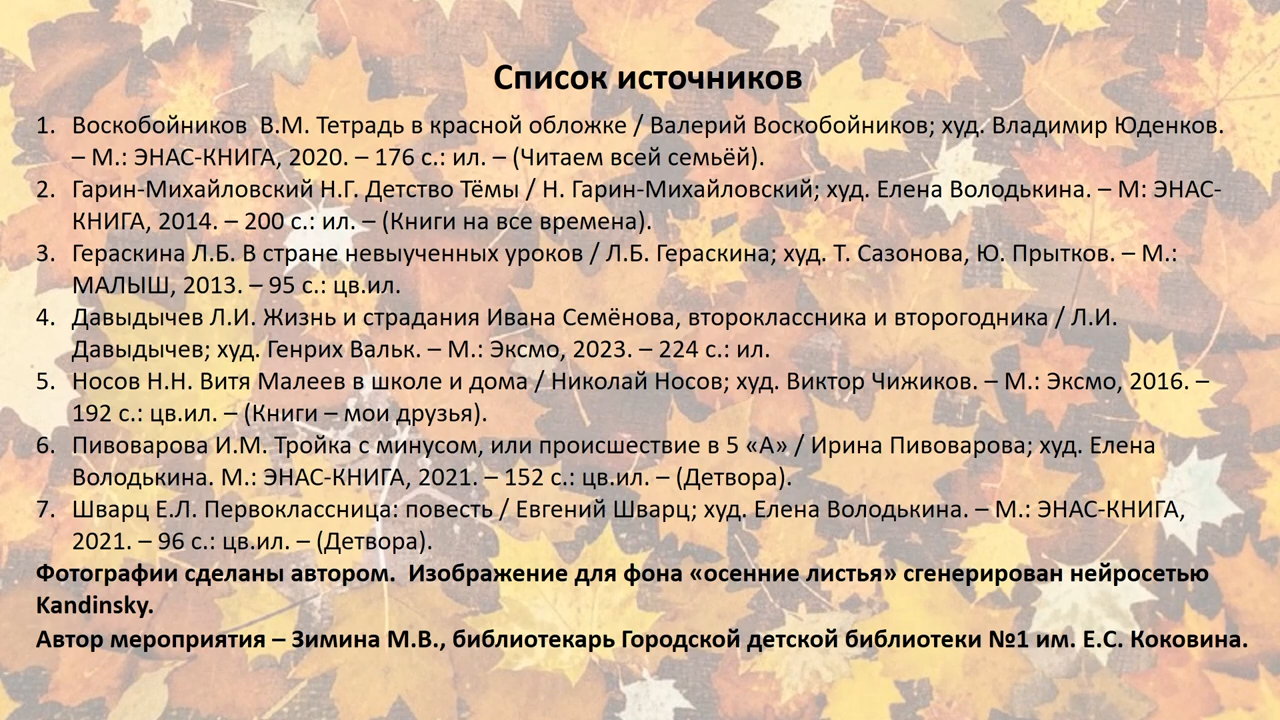 Список источников
1. Воскобойников В.М. Тетрадь в красной обложке / Валерий Воскобойников; худ. Владимир Юденков.
– М.: ЭНАС-КНИГА, 2020. – 176 с.: ил. – (Читаем всей семьёй).
2. Гарин-Михайловский Н.Г. Детство Тёмы / Н. Гарин-Михайловский; худ. Елена Володькина. – М: ЭНАС-
КНИГА, 2014. – 200 с.: ил. – (Книги на все времена).
3. Гераскина Л.Б. В стране невыученных уроков / Л.Б. Гераскина; худ. Т. Сазонова, Ю. Прытков. – М.:
МАЛЫШ, 2013. – 95 с.: цв.ил.
4. Давыдычев Л.И. Жизнь и страдания Ивана Семёнова, второклассника и второгодника / Л.И.
Давыдычев; худ. Генрих Вальк. – М.: Эксмо, 2023. – 224 с.: ил.
5. Носов Н.Н. Витя Малеев в школе и дома / Николай Носов; худ. Виктор Чижиков. – М.: Эксмо, 2016. –
192 с.: цв.ил. – (Книги – мои друзья).
6. Пивоварова И.М. Тройка с минусом, или происшествие в 5 «А» / Ирина Пивоварова; худ. Елена
Володькина. М.: ЭНАС-КНИГА, 2021. – 152 с.: цв.ил. – (Детвора).
7. Шварц Е.Л. Первоклассница: повесть / Евгений Шварц; худ. Елена Володькина. – М.: ЭНАС-КНИГА,
2021. – 96 с.: цв.ил. – (Детвора).
Фотографии сделаны автором. Изображение для фона «осенние листья» сгенерирован нейросетью
Kandinsky.
Автор мероприятия – Зимина М.В., библиотекарь Городской детской библиотеки №1 им. Е.С. Коковина.